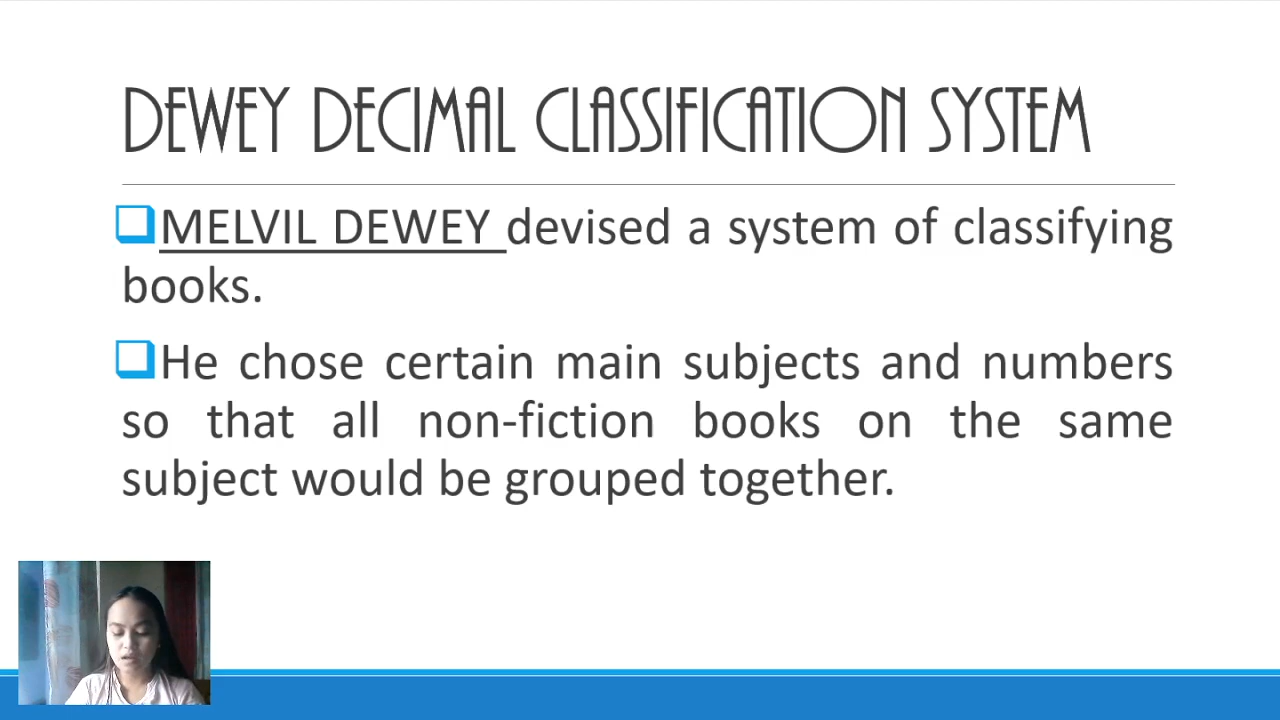 DEWEY DECIMAL CLASSIFICATION SYSTEM
MELVIL DEWEY devised a system of classifying
books.
He chose certain main subjects and numbers
so that all non-fiction books on the same
subject would be grouped together.